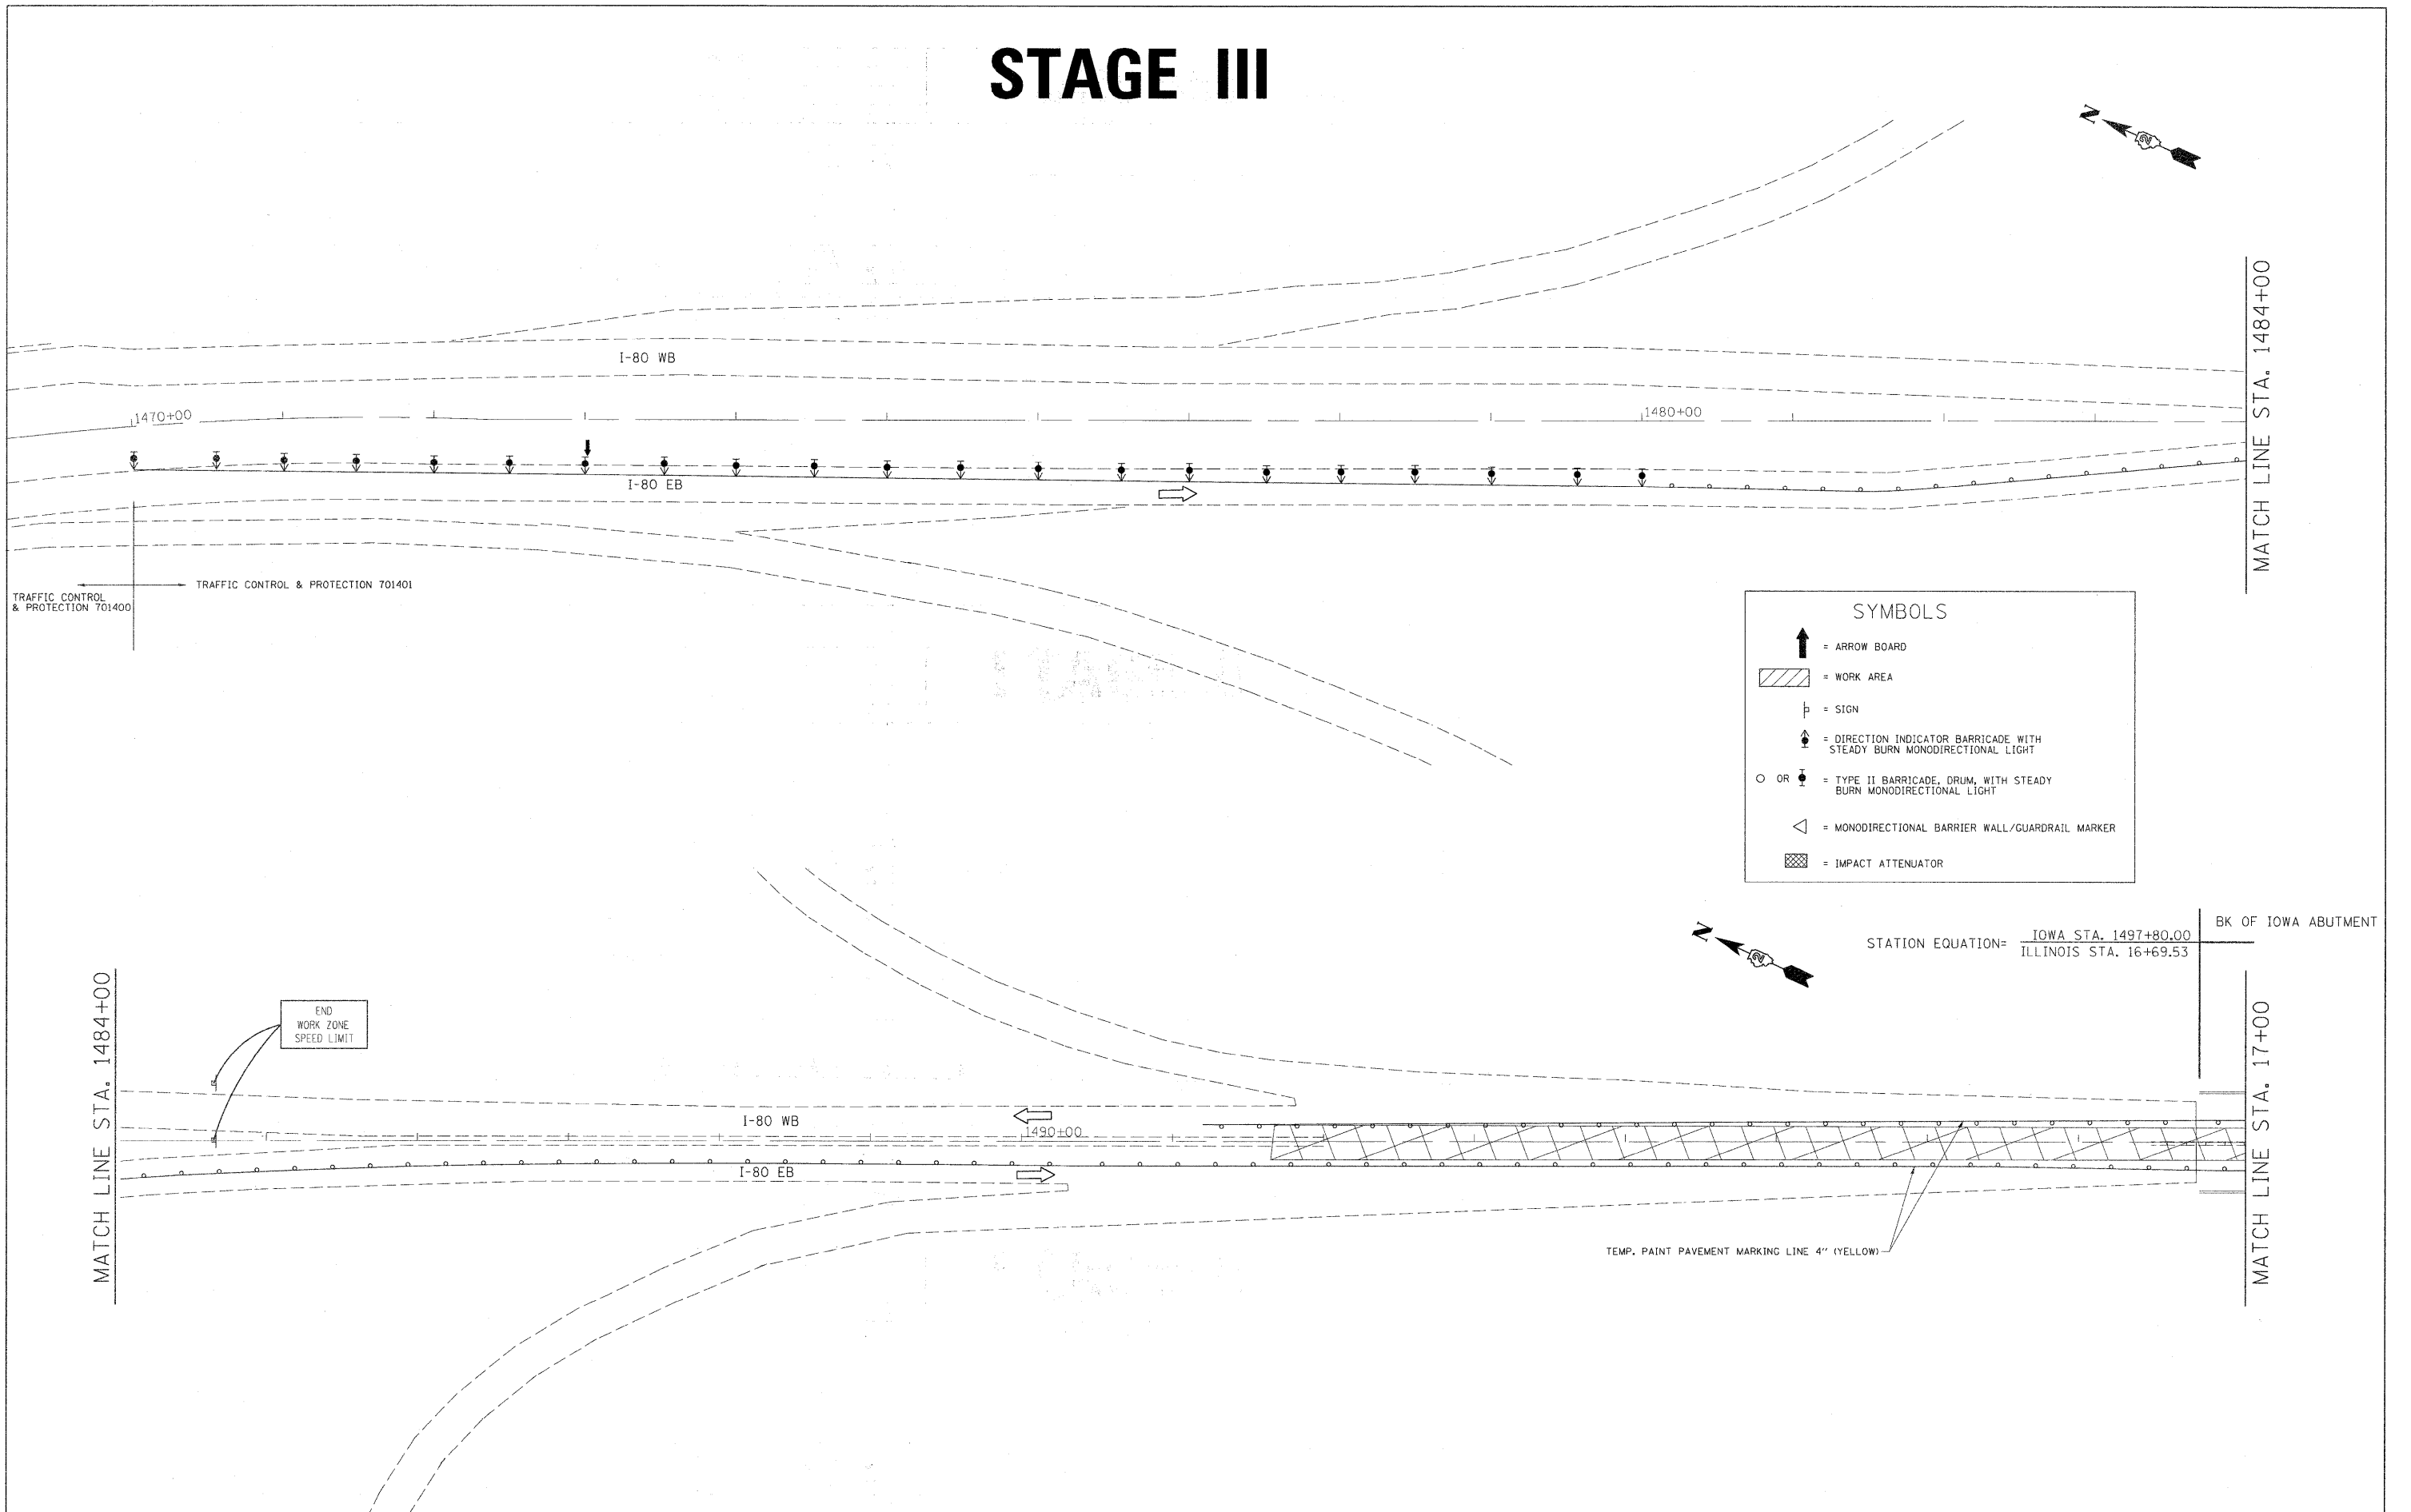 STAGE III
N
2
MATCH LINE STA. 1484+00
I-80 WB
1470+00
1480+00
I-80 EB
TRAFFIC CONTROL & PROTECTION 701401
TRAFFIC CONTROL
& PROTECTION 701400
SYMBOLS
= ARROW BOARD
= WORK AREA
= SIGN
= DIRECTION INDICATOR BARRICADE WITH
STEADY BURN MONODIRECTIONAL LIGHT
OR = TYPE II BARRICADE, DRUM, WITH STEADY
BURN MONODIRECTIONAL LIGHT
= MONODIRECTIONAL BARRIER WALL/GUARDRAIL MARKER
= IMPACT ATTENUATOR
N
2
STATION EQUATION= IOWA STA. 1497+80.00
ILLINOIS STA. 16+69.53
BK OF IOWA ABUTMENT
MATCH LINE STA. 1484+00
END
WORK ZONE
SPEED LIMIT
MATCH LINE STA. 17+00
I-80 WB
1490+00
I-80 EB
TEMP. PAINT PAVEMENT MARKING LINE 4" (YELLOW)